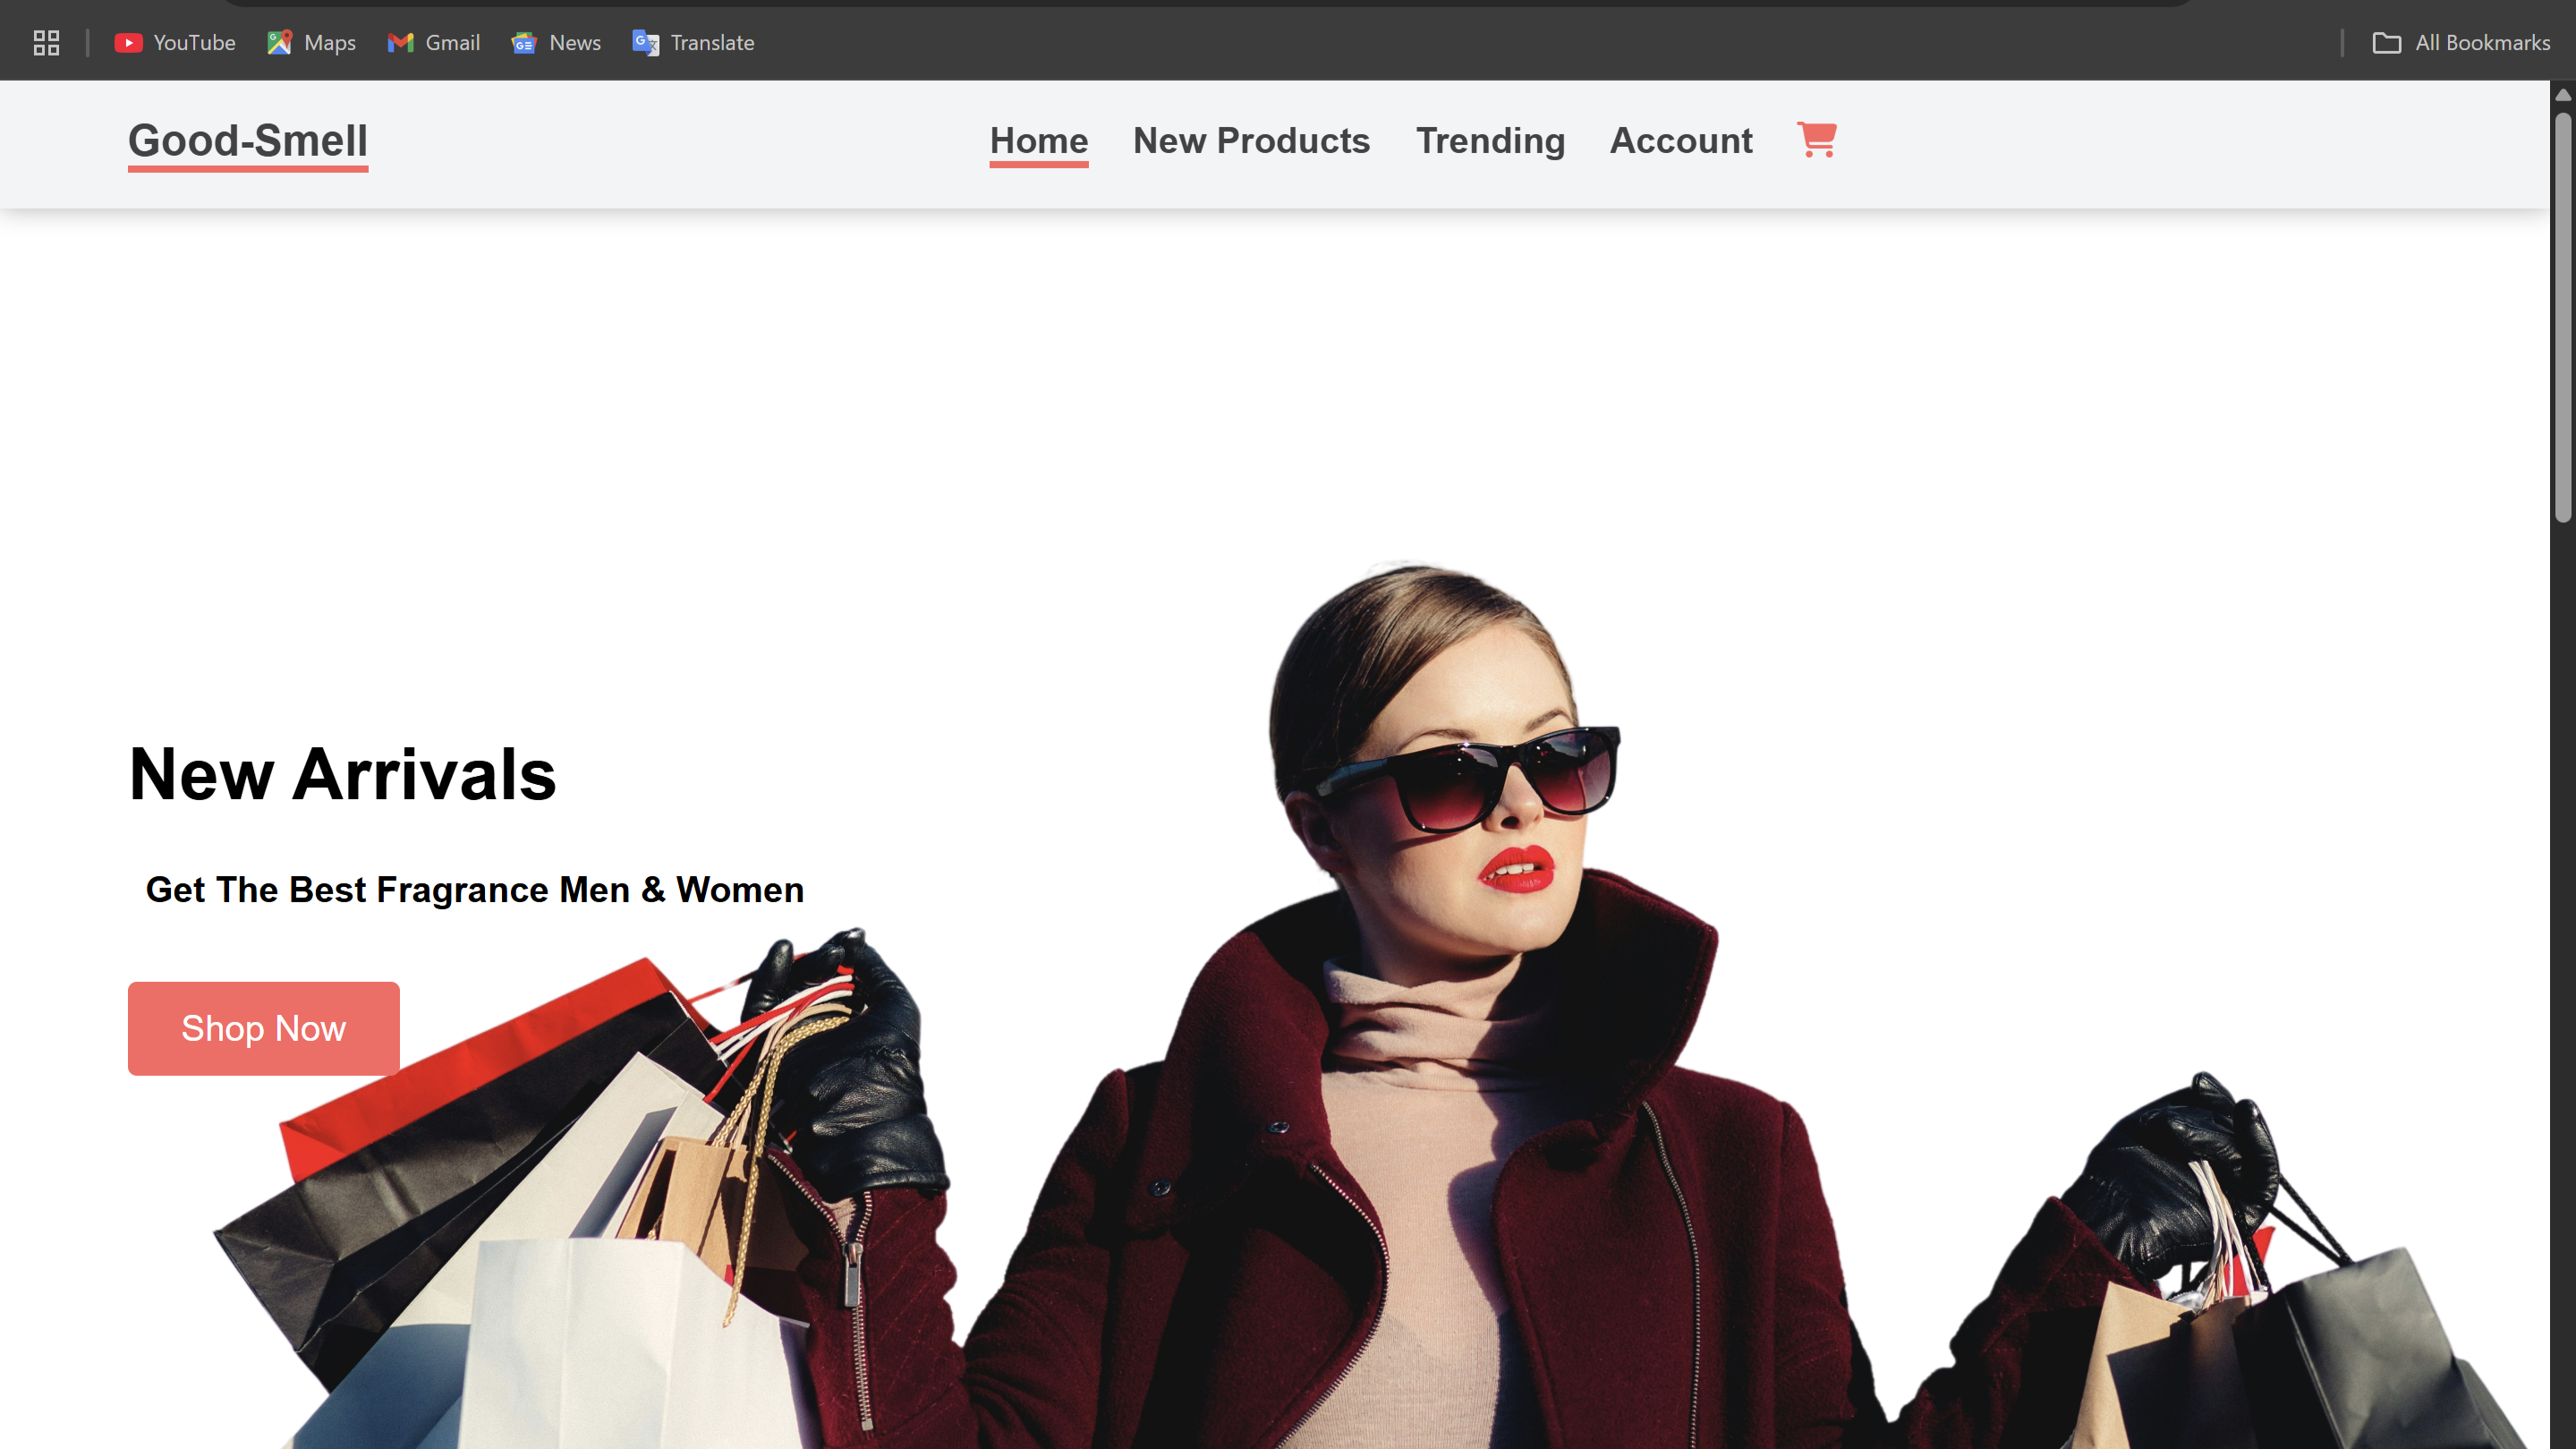 YouTube Maps Gmail News Translate All Bookmarks
Good-Smell Home New Products Trending Account
New Arrivals
Get The Best Fragrance Men & Women
Shop Now